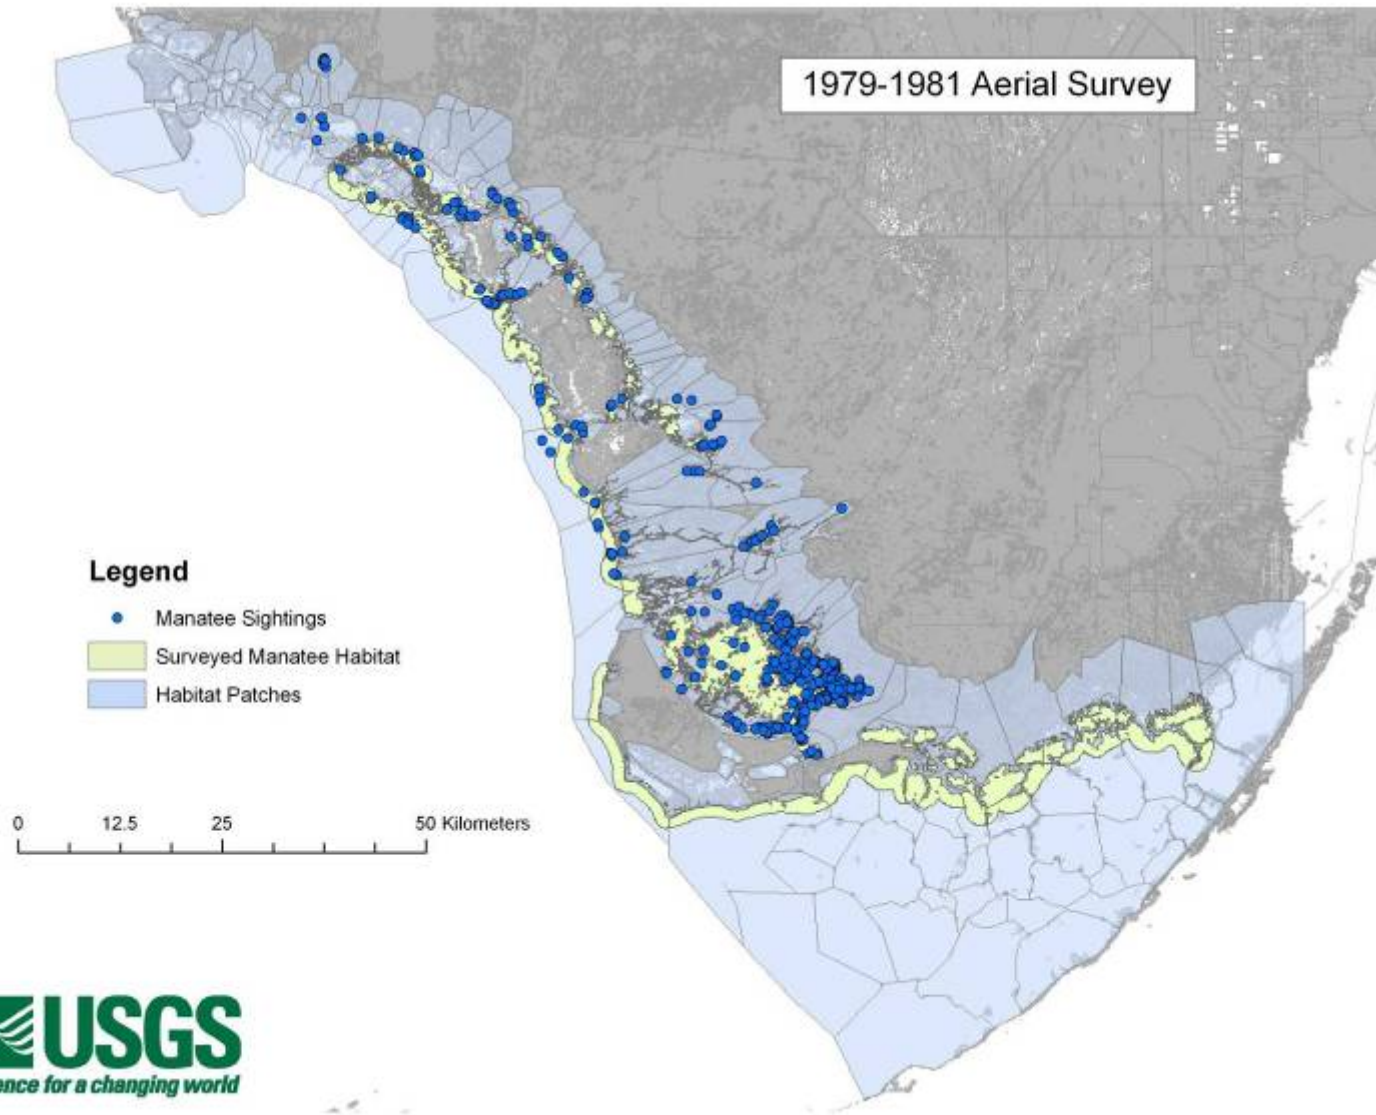 1979-1981 Aerial Survey
Legend
Manatee Sightings
Surveyed Manatee Habitat
Habitat Patches
0 12.5 25 50 Kilometers
USGS
ence for a changing world